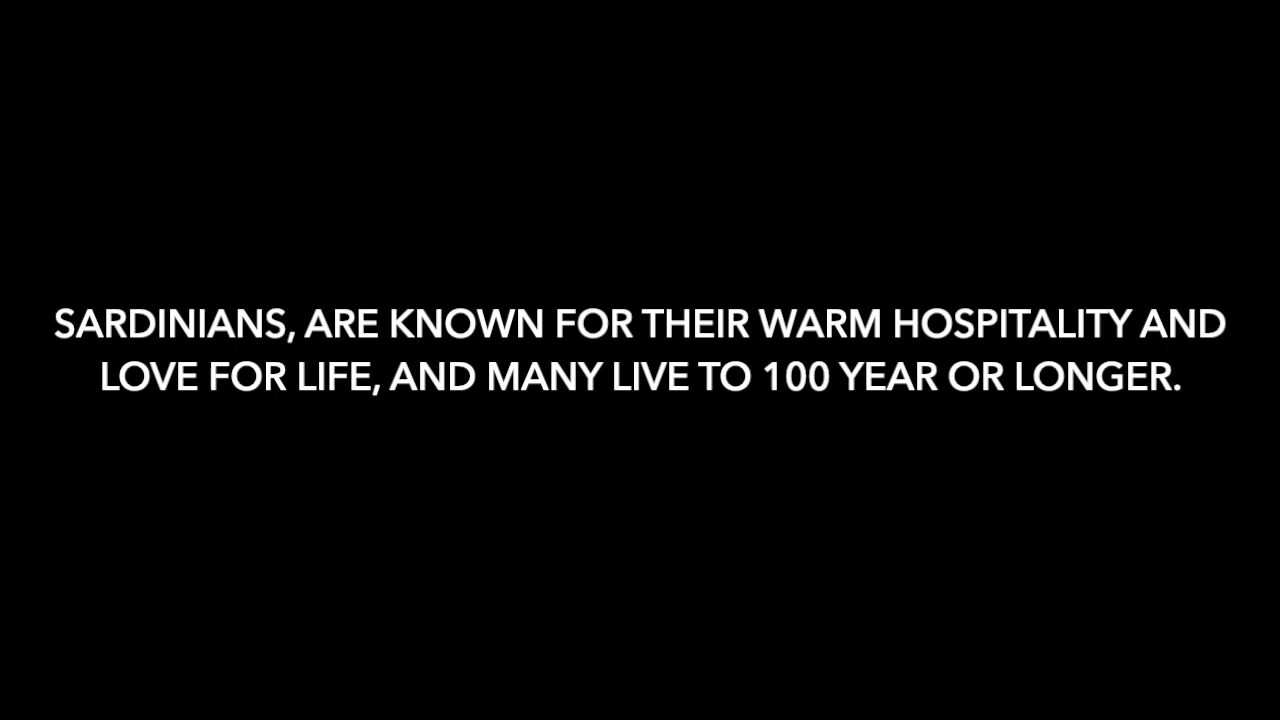 SARDINIANS, ARE KNOWN FOR THEIR WARM HOSPITALITY AND
LOVE FOR LIFE, AND MANY LIVE TO 100 YEAR OR LONGER.